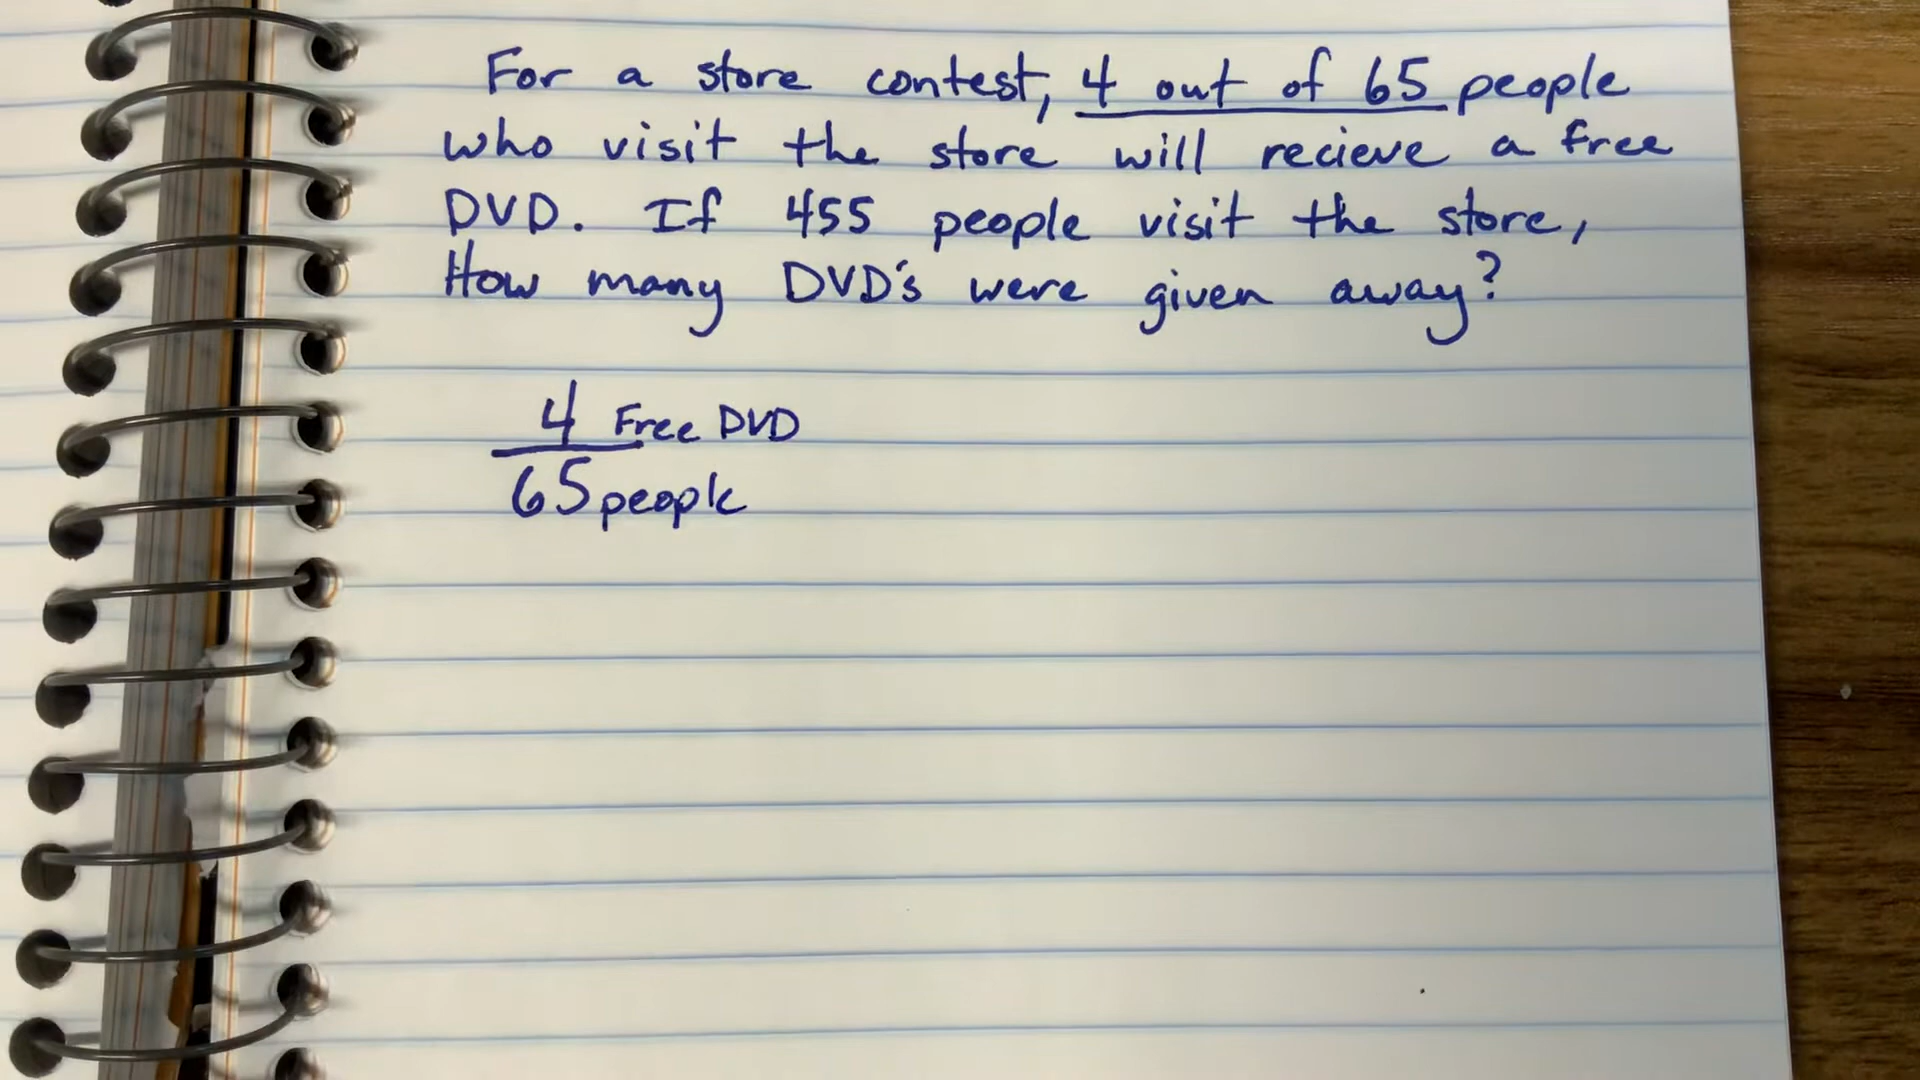 For a store contest, 4 out of 65 people
who visit the store will recieve a free
DVD. If 455 people visit the store,
How many DVD's were given away?
4 Free DVD
65 people